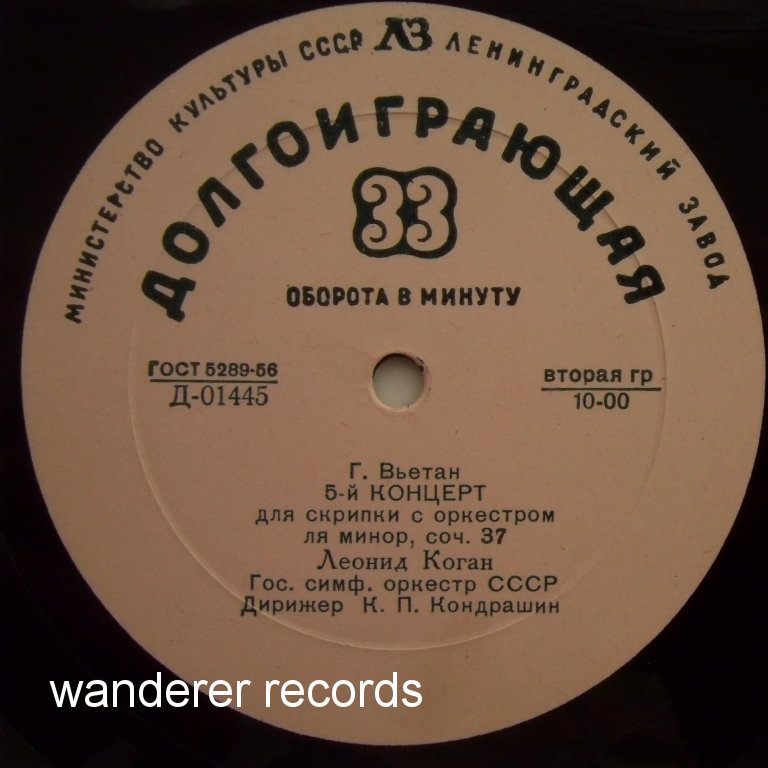 МИНИСТЕРСТВО КУЛЬТУРЫ СССР ЛЗ ЛЕНИНГРАДСКИЙ ЗАВОД
ДОЛГОИГРАЮЩАЯ
33
ОБОРОТА В МИНУТУ
ГОСТ 5289-56
Д-01445
вторая гр
10-00
Г. Вьетан
5-й КОНЦЕРТ
для скрипки с оркестром
ля минор, соч. 37
Леонид Коган
Гос. симф. оркестр СССР
Дирижер К. П. Кондрашин
wanderer records